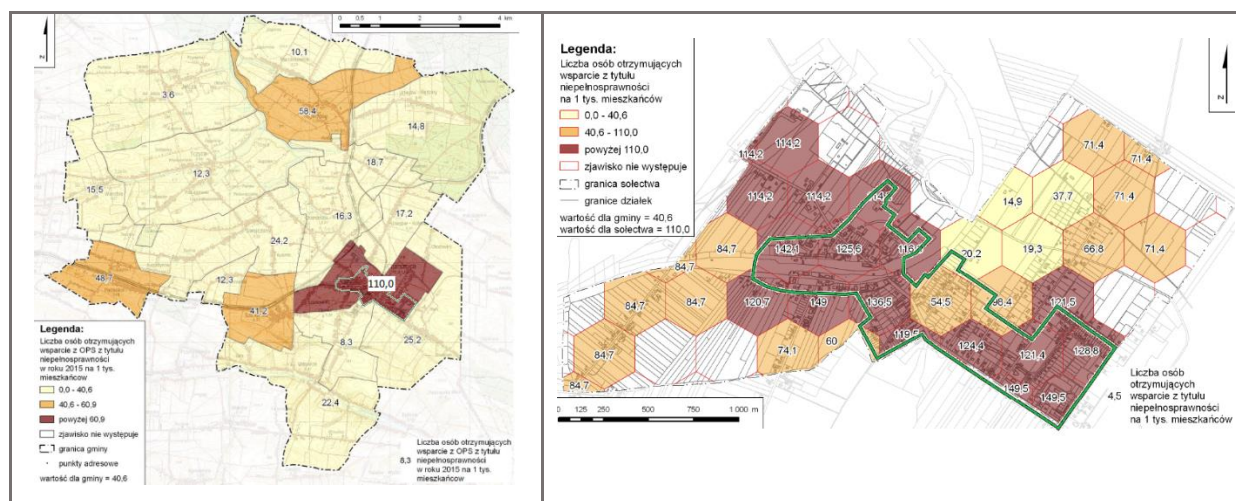 0 0,5 1 2 3 4
km
N
10,1
3,6
58,4
14,8
12,3
18,7
15,5
16,3
17,2
24,2
110,0
48,7
12,3
41,2
8,3
25,2
22,4
Legenda:
Liczba osób otrzymujących
wsparcie z OPS z tytułu
niepełnosprawności
w roku 2015 na 1 tys.
mieszkańców
0,0 - 40,6
40,6 - 60,9
powyżej 60,9
zjawisko nie występuje
granica gminy
punkty adresowe
wartość dla gminy = 40,6
Liczba osób otrzymujących
wsparcie z OPS z tytułu
8,3 niepełnosprawności
w roku 2015 na 1 tys.
mieszkańców
Legenda:
Liczba osób otrzymujących
wsparcie z tytułu
niepełnosprawności
na 1 tys. mieszkańców
0,0 - 40,6
40,6 - 110,0
powyżej 110,0
zjawisko nie występuje
granica sołectwa
granice działek
wartość dla gminy = 40,6
wartość dla sołectwa = 110,0
N
114,2
114,2
71,4
71,4
114,2
114,2
14,9
37,7
71,4
84,7
142,1
125,6
20,2
19,3
66,8
71,4
84,7
84,7
84,7
120,7
149
136,5
54,5
98,4
121,5
84,7
74,1
60
119,5
124,4
121,4
128,8
84,7
149,5
149,5
0 125 250 500 750 1 000 m
Liczba osób
otrzymujących
wsparcie z tytułu
4,5 niepełnosprawności
na 1 tys. mieszkańców